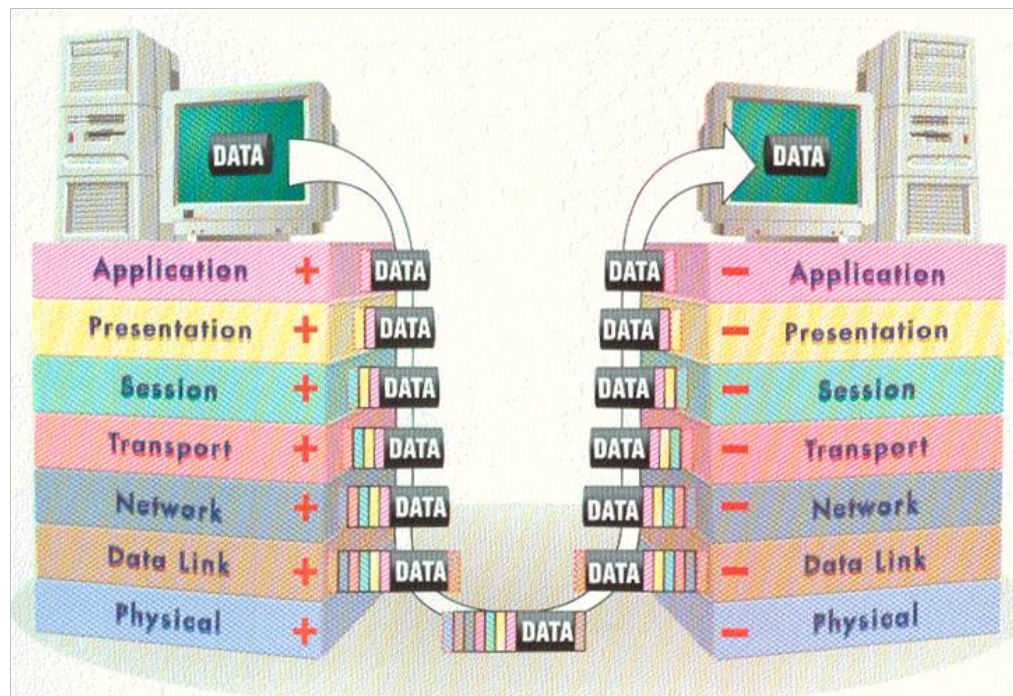 DATA DATA
Application + DATA DATA − Application
Presentation + DATA DATA − Presentation
Session + DATA DATA − Session
Transport + DATA DATA − Transport
Network + DATA DATA − Network
Data Link + DATA DATA − Data Link
Physical + DATA − Physical